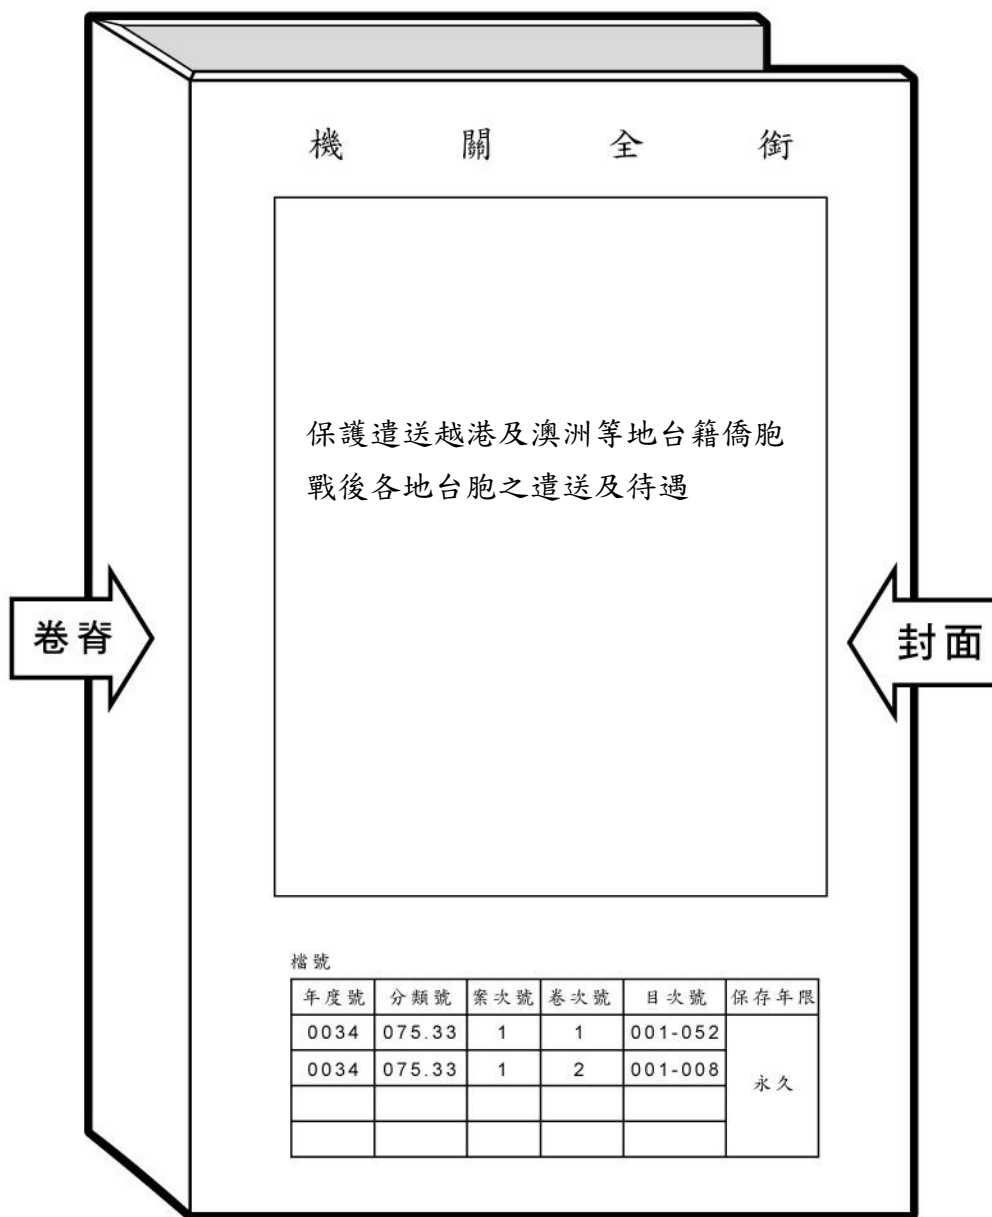 機關全銜
保護遣送越港及澳洲等地台籍僑胞
戰後各地台胞之遣送及待遇
卷脊
封面
檔號
年度號 分類號 案次號 卷次號 目次號 保存年限
0034 075.33 1 1 001-052
0034 075.33 1 2 001-008
永久